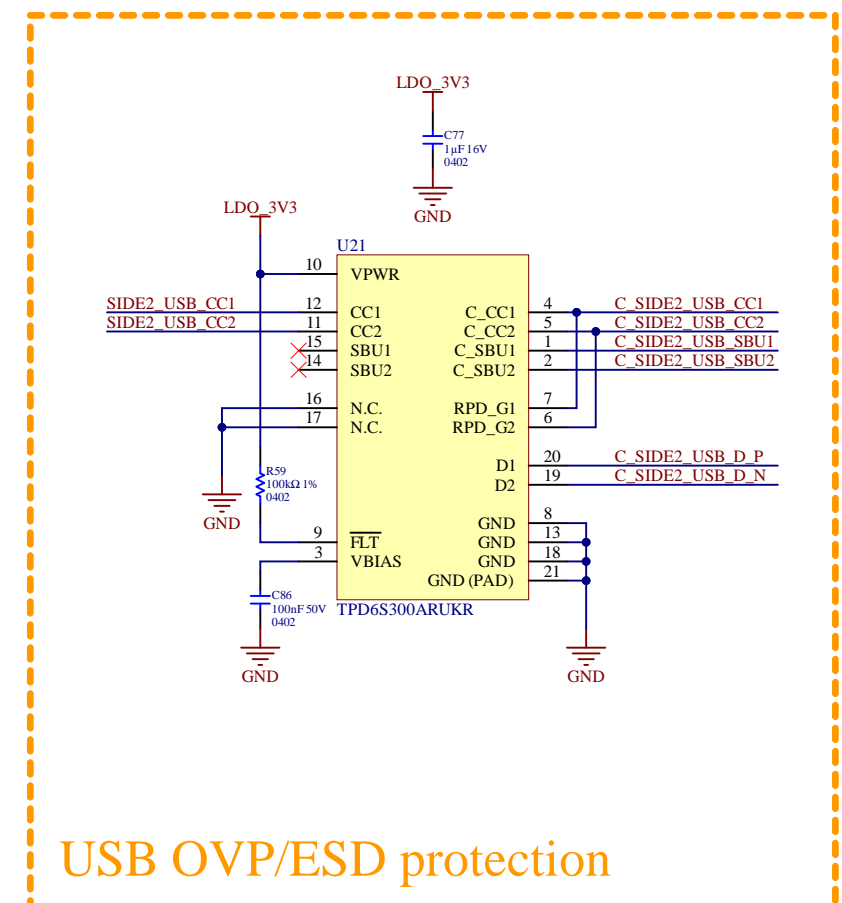 LDO_3V3
C77
1µF 16V
0402
GND
LDO_3V3
U21
10 VPWR
SIDE2_USB_CC1 12 CC1 C_CC1 4 C_SIDE2_USB_CC1
SIDE2_USB_CC2 11 CC2 C_CC2 5 C_SIDE2_USB_CC2
15 SBU1 C_SBU1 1 C_SIDE2_USB_SBU1
14 SBU2 C_SBU2 2 C_SIDE2_USB_SBU2
16 N.C. RPD_G1 7
17 N.C. RPD_G2 6
D1 20 C_SIDE2_USB_D_P
D2 19 C_SIDE2_USB_D_N
R59
100kΩ 1%
0402
GND
GND 8
9 FLT GND 13
3 VBIAS GND 18
GND (PAD) 21
C86
100nF 50V
0402
TPD6S300ARUKR
GND
GND
USB OVP/ESD protection